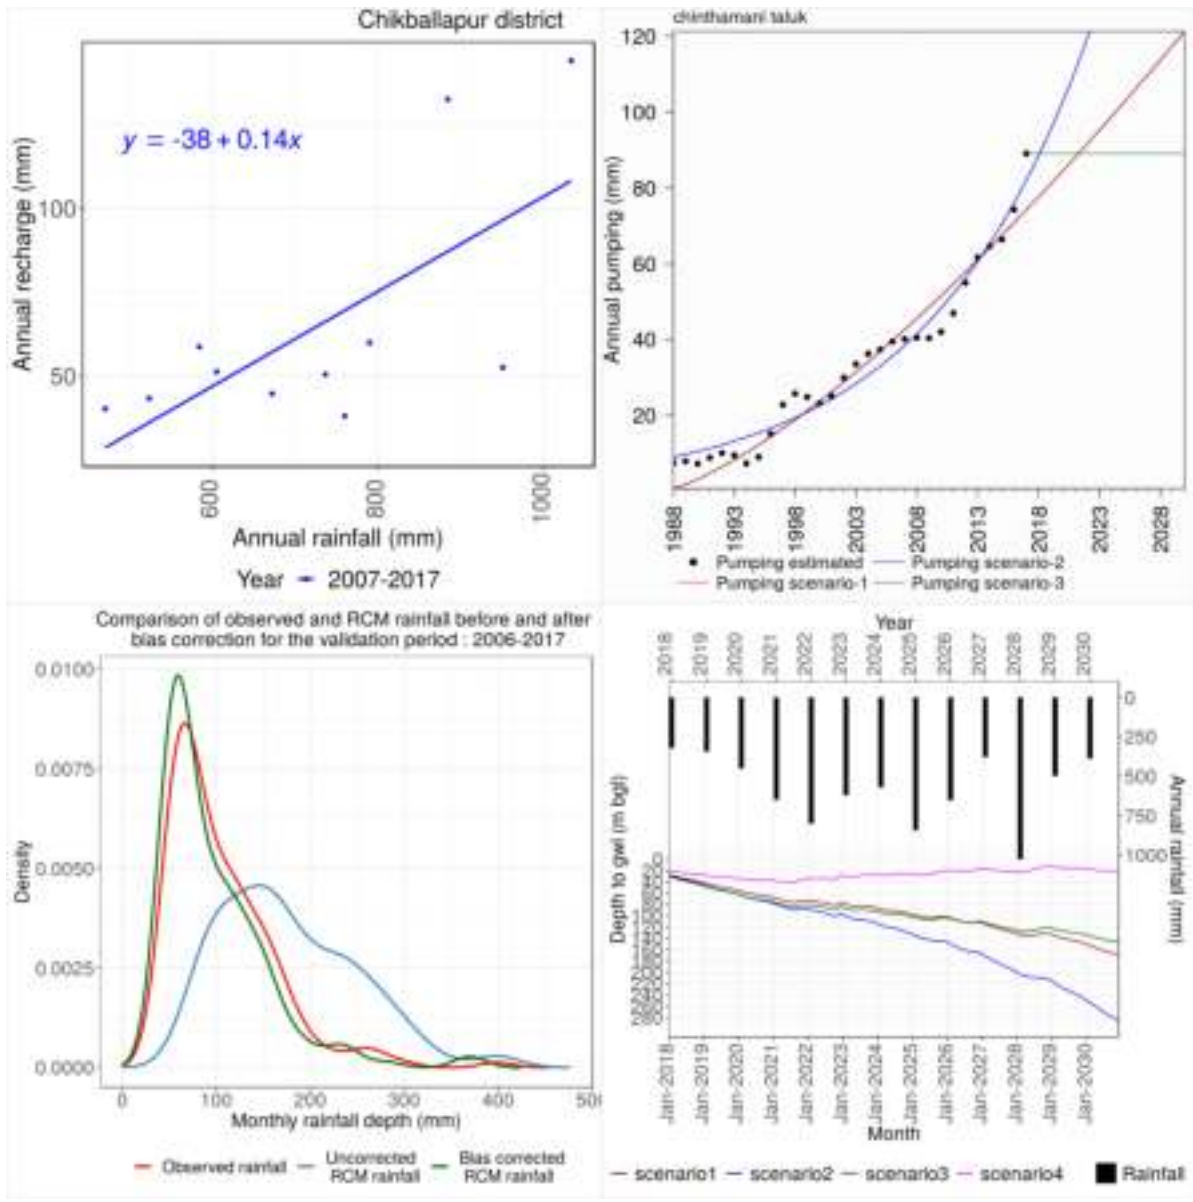 Chikballapur district
y = -38 + 0.14x
Annual recharge (mm)
100
50
600
800
1000
Annual rainfall (mm)
Year 2007-2017
chinthamani taluk
Annual pumping (mm)
120
100
80
60
40
20
1988
1993
1998
2003
2008
2013
2018
2023
2028
Pumping estimated Pumping scenario-2
Pumping scenario-1 Pumping scenario-3
Comparison of observed and RCM rainfall before and after
bias correction for the validation period : 2006-2017
Density
0.0100
0.0075
0.0050
0.0025
0.0000
0 100 200 300 400
Monthly rainfall depth (mm)
Observed rainfall
Uncorrected
RCM rainfall
Bias corrected
RCM rainfall
Year
2018
2019
2020
2021
2022
2023
2024
2025
2026
2027
2028
2029
2030
0
250
500
750
1000
Annual rainfall (mm)
Depth to gwl (m bgl)
Jan-2018
Jan-2019
Jan-2020
Jan-2021
Jan-2022
Jan-2023
Jan-2024
Jan-2025
Jan-2026
Jan-2027
Jan-2028
Jan-2029
Jan-2030
Month
scenario1 scenario2 scenario3 scenario4 Rainfall